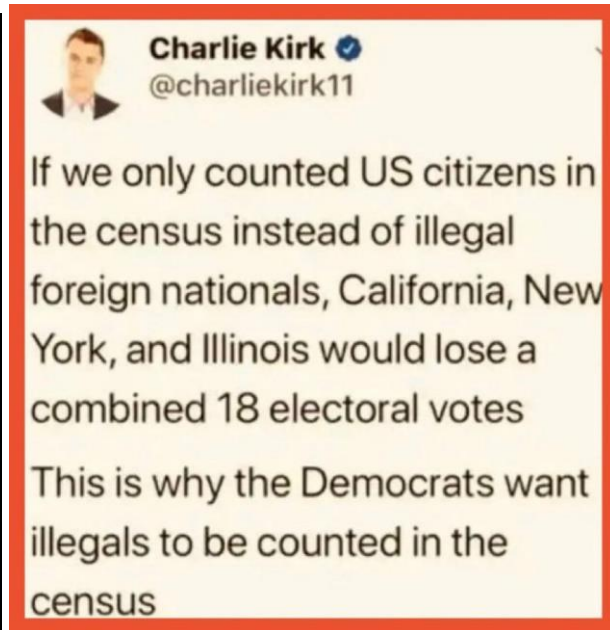 Charlie Kirk
@charliekirk11
If we only counted US citizens in
the census instead of illegal
foreign nationals, California, New
York, and Illinois would lose a
combined 18 electoral votes
This is why the Democrats want
illegals to be counted in the
census